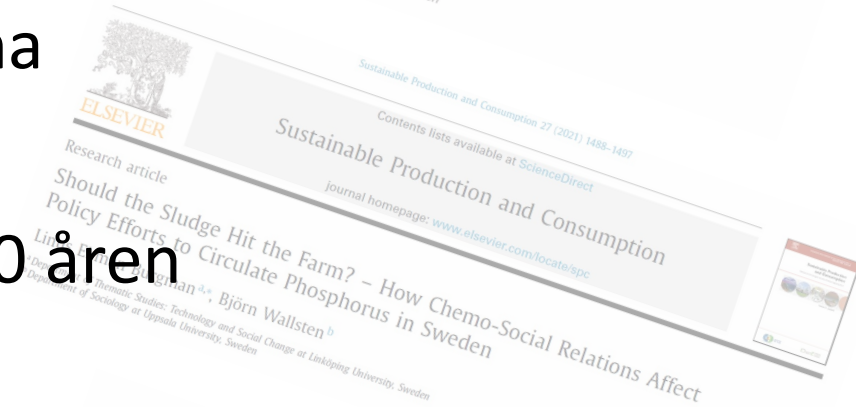 na
0 åren
Sustainable Production and Consumption 27 (2021) 1488–1497
Contents lists available at ScienceDirect
Sustainable Production and Consumption
journal homepage: www.elsevier.com/locate/spc
ELSEVIER
Research article
Should the Sludge Hit the Farm? – How Chemo-Social Relations Affect
Policy Efforts to Circulate Phosphorus in Sweden
Burgman a,*, Björn Wallsten b
Department of Thematic Studies: Technology and Social Change at Linköping University, Sweden
Department of Sociology at Uppsala University, Sweden